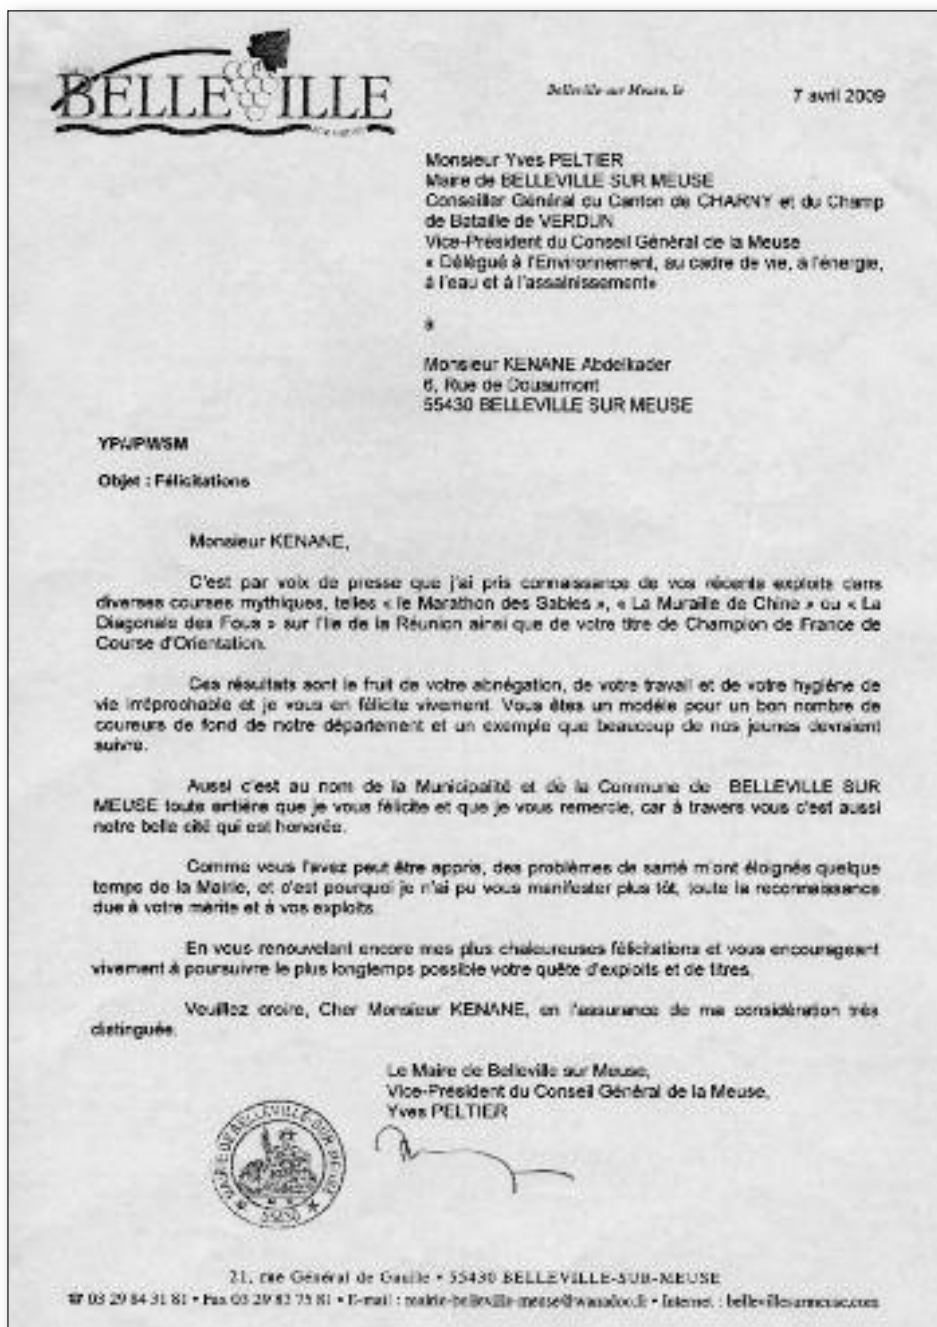 BELLEVILLE
Belleville-sur-Meuse, le
7 avril 2009
Monsieur Yves PELTIER
Maire de BELLEVILLE SUR MEUSE
Conseiller Général du Canton de CHARNY et du Champ
de Bataille de VERDUN
Vice-Président du Conseil Général de la Meuse
« Délégué à l'Environnement, au cadre de vie, à l'énergie,
à l'eau et à l'assainissement»
à
Monsieur KENANE Abdelkader
6, Rue de Douaumont
55430 BELLEVILLE SUR MEUSE
YP/JPM/SM
Objet : Félicitations
Monsieur KENANE,
C'est par voix de presse que j'ai pris connaissance de vos récents exploits dans
diverses courses mythiques, telles « le Marathon des Sables », « La Muraille de Chine » ou « La
Diagonale des Fous » sur l'Ile de la Réunion ainsi que de votre titre de Champion de France de
Course d'Orientation.
Ces résultats sont le fruit de votre abnégation, de votre travail et de votre hygiène de
vie irréprochable et je vous en félicite vivement. Vous êtes un modèle pour un bon nombre de
coureurs de fond de notre département et un exemple que beaucoup de nos jeunes devraient
suivre.
Aussi c'est au nom de la Municipalité et de la Commune de BELLEVILLE SUR
MEUSE toute entière que je vous félicite et que je vous remercie, car à travers vous c'est aussi
notre belle cité qui est honorée.
Comme vous l'avez peut être appris, des problèmes de santé m'ont éloignés quelque
temps de la Mairie, et c'est pourquoi je n'ai pu vous manifester plus tôt, toute la reconnaissance
due à votre mérite et à vos exploits.
En vous renouvelant encore mes plus chaleureuses félicitations et vous encourageant
vivement à poursuivre le plus longtemps possible votre quête d'exploits et de titres,
Veuillez croire, Cher Monsieur KENANE, en l'assurance de ma considération très
distinguée.
Le Maire de Belleville sur Meuse,
Vice-Président du Conseil Général de la Meuse,
Yves PELTIER
MAIRIE DE BELLEVILLE-SUR-MEUSE
21, rue Général de Gaulle • 55430 BELLEVILLE-SUR-MEUSE
☎ 03 29 84 31 81 • Fax 03 29 83 75 81 • E-mail : mairie-belleville-meuse@wanadoo.fr • Internet : bellevillesurmeuse.com